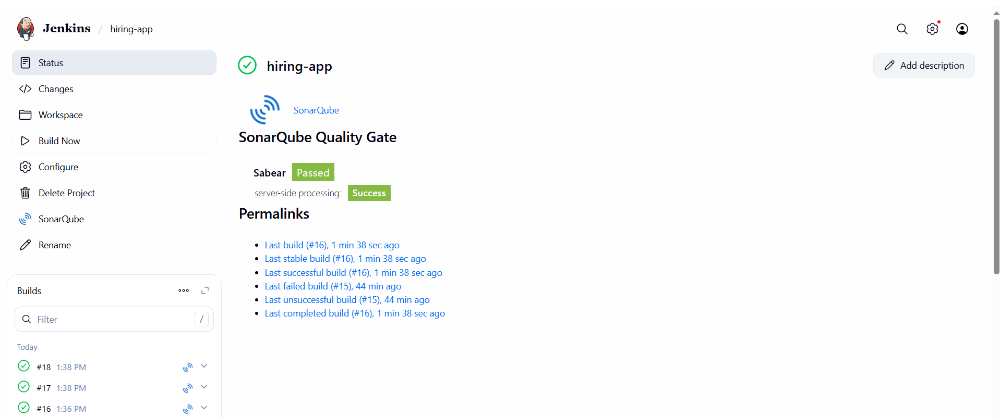 Jenkins / hiring-app
Status
Changes
Workspace
Build Now
Configure
Delete Project
SonarQube
Rename
Builds
Filter /
Today
#18 1:38 PM
#17 1:38 PM
#16 1:36 PM
hiring-app
Add description
SonarQube
SonarQube Quality Gate
Sabear Passed
server-side processing: Success
Permalinks
Last build (#16), 1 min 38 sec ago
Last stable build (#16), 1 min 38 sec ago
Last successful build (#16), 1 min 38 sec ago
Last failed build (#15), 44 min ago
Last unsuccessful build (#15), 44 min ago
Last completed build (#16), 1 min 38 sec ago